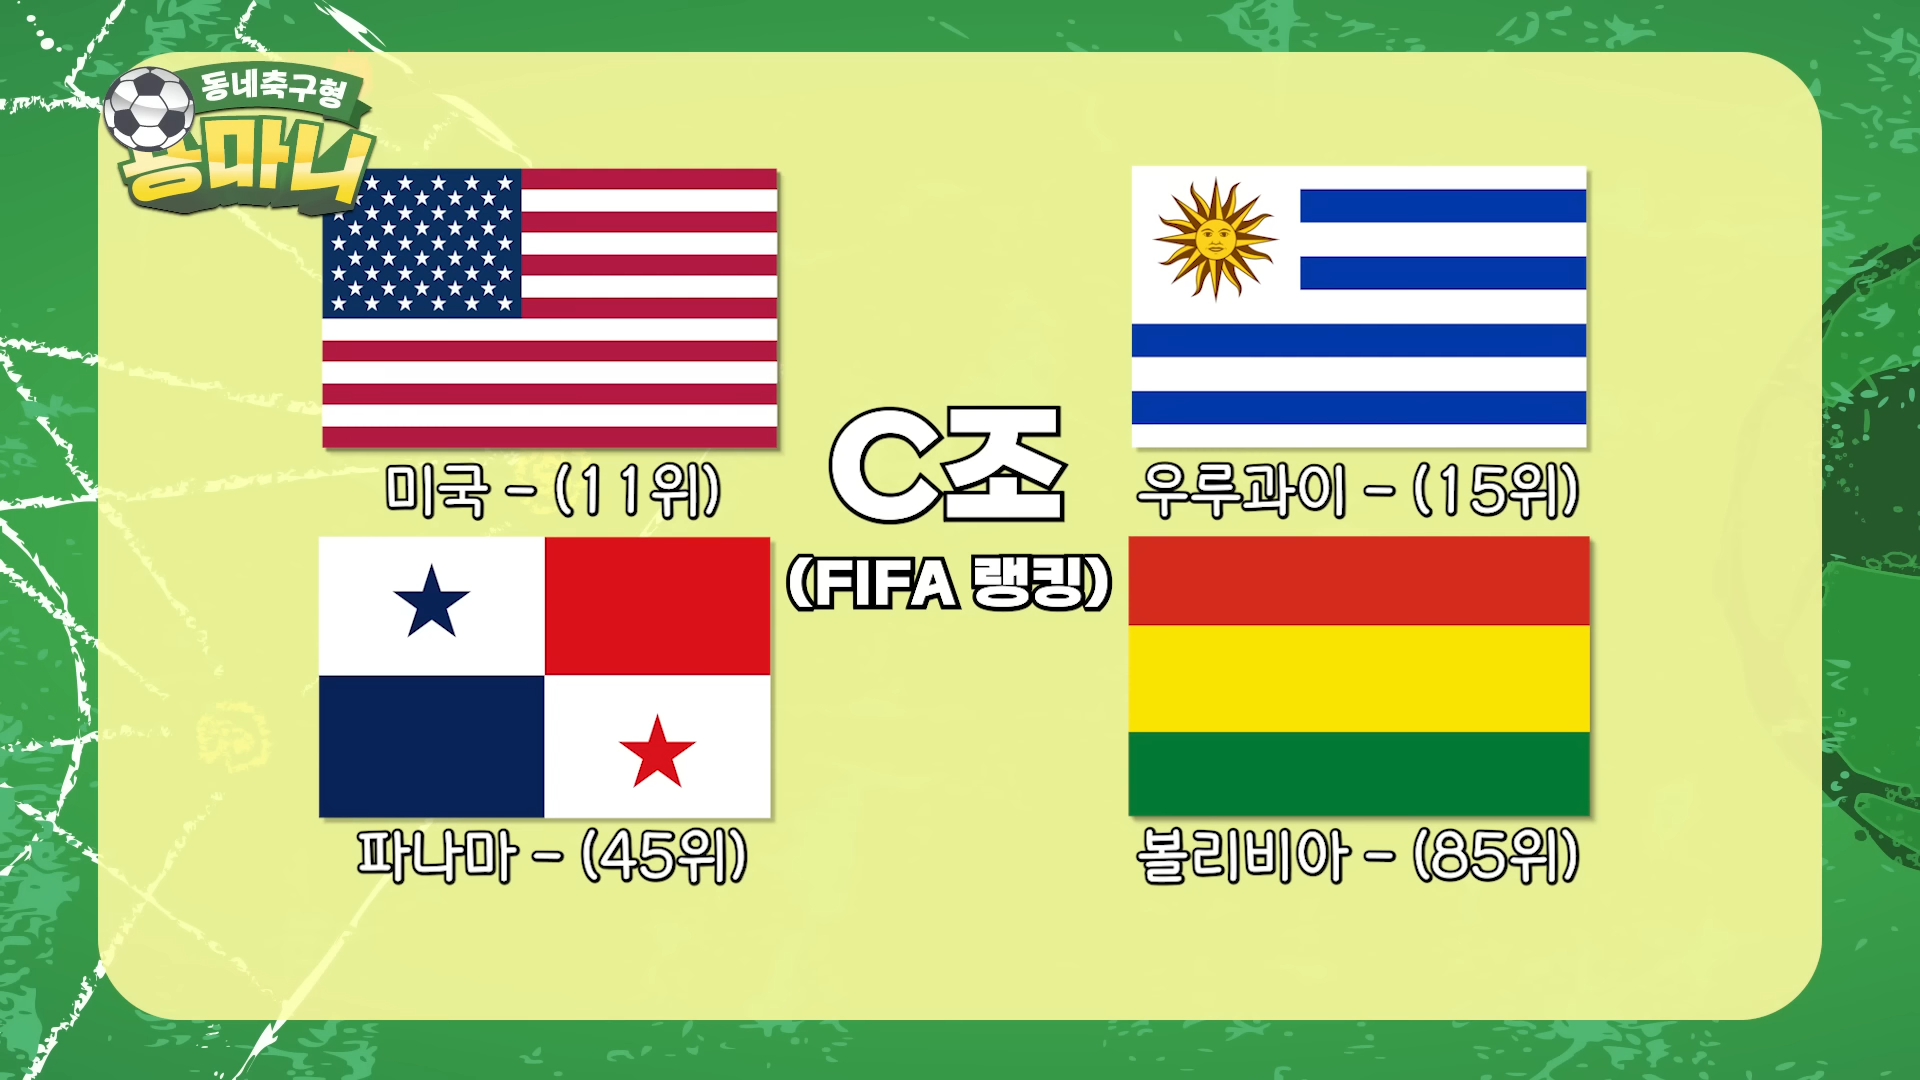 동네축구형
용마니
미국 - (11위)
우루과이 - (15위)
C조
(FIFA 랭킹)
파나마 - (45위)
볼리비아 - (85위)